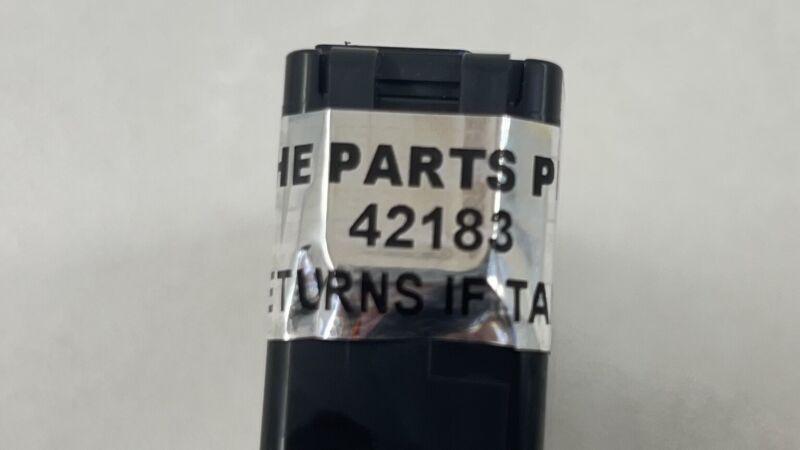 HE PARTS P
42183
ETURNS IF TA